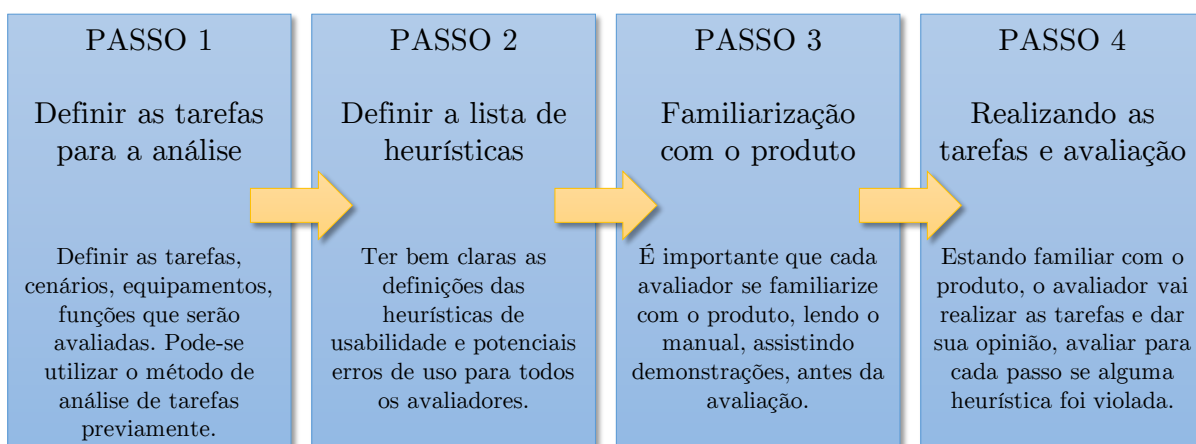 PASSO 1
Definir as tarefas
para a análise
Definir as tarefas,
cenários, equipamentos,
funções que serão
avaliadas. Pode-se
utilizar o método de
análise de tarefas
previamente.
PASSO 2
Definir a lista de
heurísticas
Ter bem claras as
definições das
heurísticas de
usabilidade e potenciais
erros de uso para todos
os avaliadores.
PASSO 3
Familiarização
com o produto
É importante que cada
avaliador se familiarize
com o produto, lendo o
manual, assistindo
demonstrações, antes da
avaliação.
PASSO 4
Realizando as
tarefas e avaliação
Estando familiar com o
produto, o avaliador vai
realizar as tarefas e dar
sua opinião, avaliar para
cada passo se alguma
heurística foi violada.